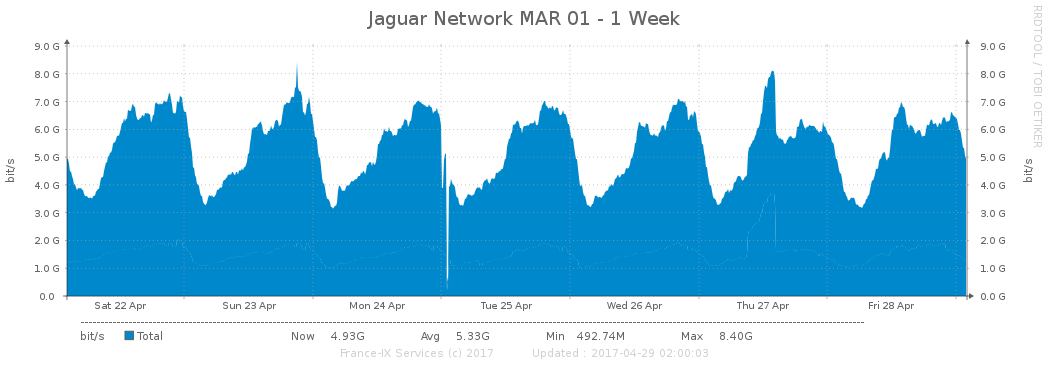 Jaguar Network MAR 01 - 1 Week
RRDTOOL / TOBI OETIKER
bit/s
9.0 G
8.0 G
7.0 G
6.0 G
5.0 G
4.0 G
3.0 G
2.0 G
1.0 G
0.0
9.0 G
8.0 G
7.0 G
6.0 G
5.0 G
4.0 G
3.0 G
2.0 G
1.0 G
0.0 G
bit/s
Sat 22 Apr Sun 23 Apr Mon 24 Apr Tue 25 Apr Wed 26 Apr Thu 27 Apr Fri 28 Apr
bit/s Total Now 4.93G Avg 5.33G Min 492.74M Max 8.40G
France-IX Services (c) 2017 Updated : 2017-04-29 02:00:03